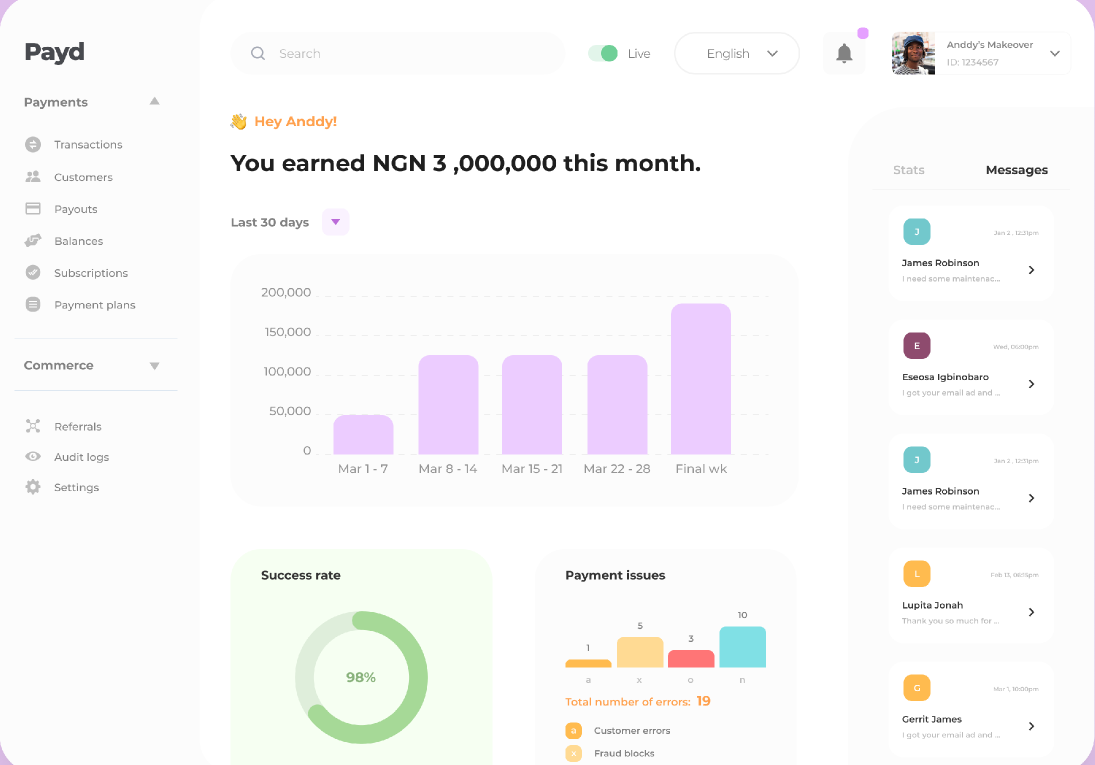 Payd
Payments
Transactions
Customers
Payout
Balances
Subscriptions
Payment plans
Commerce
Referrals
Audit logs
Settings
Search
Live
English
Anddy's Makeover
ID: 1234567
Hey Anddy!
You earned NGN 3 ,000,000 this month.
Last 30 days
200,000
150,000
100,000
50,000
0
Mar 1 - 7
Mar 8 - 14
Mar 15 - 21
Mar 22 - 28
Final wk
Success rate
98%
Payment issues
1
5
3
10
a
x
o
n
Total number of errors: 19
a Customer errors
x Fraud blocks
Stats
Messages
J
Jan 2 , 12:31pm
James Robinson
I need some maintenac...
E
Wed, 06:00pm
Eseosa Igbinobaro
I got your email ad and ...
J
Jan 2 , 12:31pm
James Robinson
I need some maintenac...
L
Feb 13, 08:15pm
Lupita Jonah
Thank you so much for ...
G
Mar 1, 10:00pm
Gerrit James
I got your email ad and ...